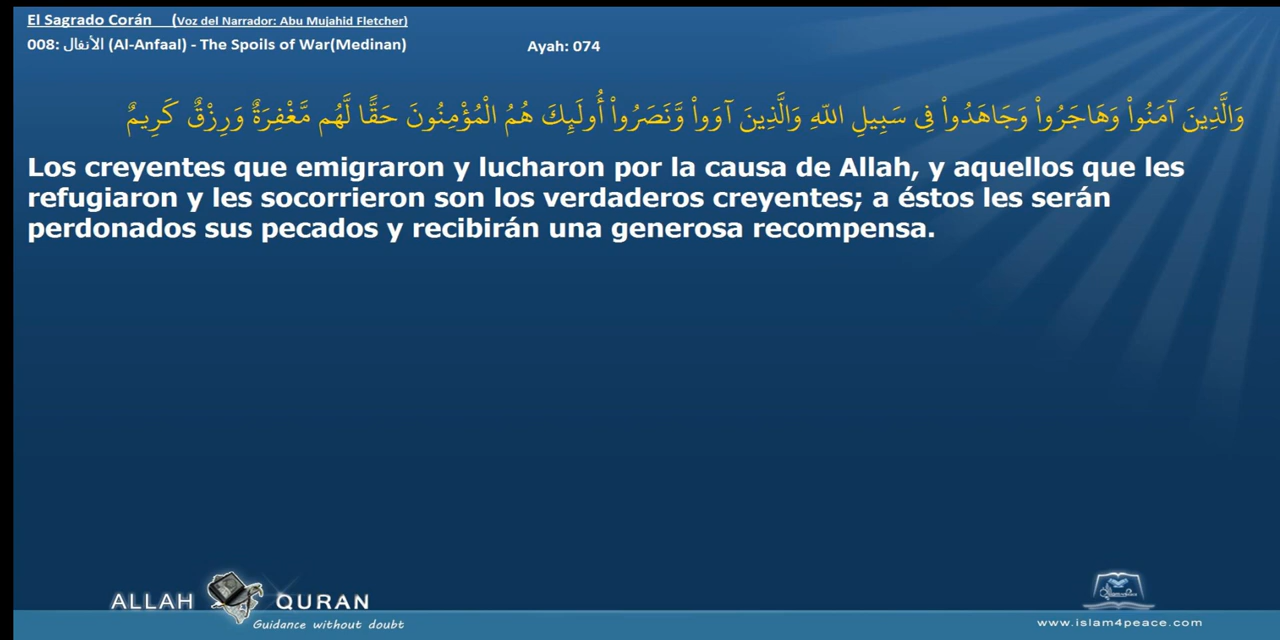 El Sagrado Corán (Voz del Narrador: Abu Mujahid Fletcher)
008: الأنفال (Al-Anfaal) - The Spoils of War(Medinan) Ayah: 074
وَالَّذِينَ آمَنُواْ وَهَاجَرُواْ وَجَاهَدُواْ فِي سَبِيلِ اللّهِ وَالَّذِينَ آوَواْ وَّنَصَرُواْ أُولَئِكَ هُمُ الْمُؤْمِنُونَ حَقًّا لَّهُم مَّغْفِرَةٌ وَرِزْقٌ كَرِيمٌ
Los creyentes que emigraron y lucharon por la causa de Allah, y aquellos que les
refugiaron y les socorrieron son los verdaderos creyentes; a éstos les serán
perdonados sus pecados y recibirán una generosa recompensa.
ALLAH QURAN
Guidance without doubt
www.islam4peace.com